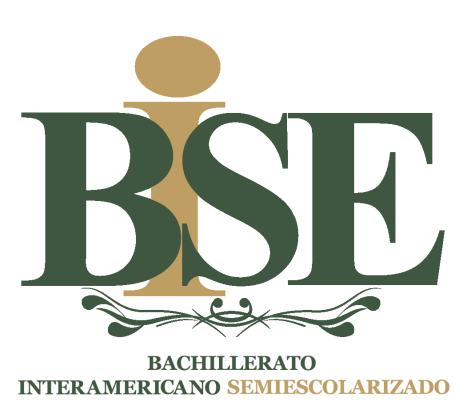 BiSE
BACHILLERATO
INTERAMERICANO SEMIESCOLARIZADO